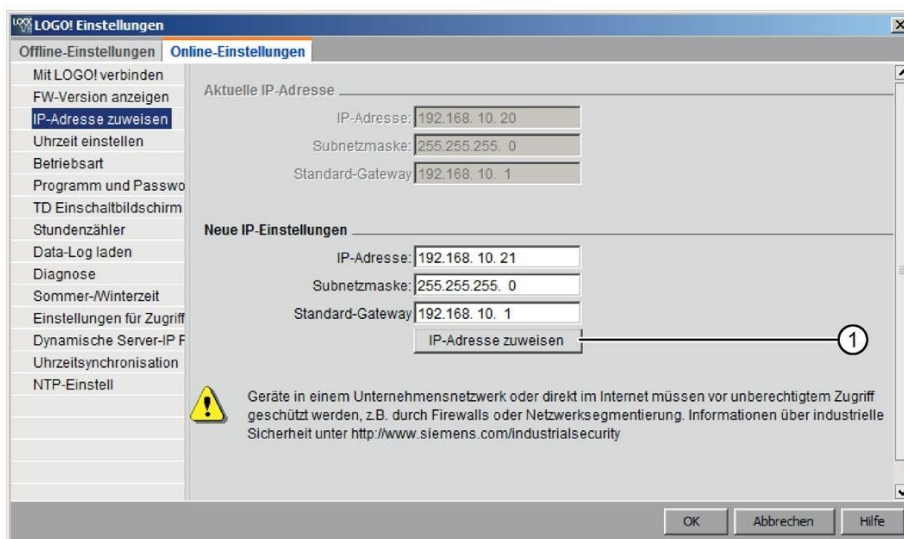 LOGO! Einstellungen
Offline-Einstellungen Online-Einstellungen
Mit LOGO! verbinden
FW-Version anzeigen
IP-Adresse zuweisen
Uhrzeit einstellen
Betriebsart
Programm und Passwo
TD Einschaltbildschirm
Stundenzähler
Data-Log laden
Diagnose
Sommer-/Winterzeit
Einstellungen für Zugriff
Dynamische Server-IP F
Uhrzeitsynchronisation
NTP-Einstell
Aktuelle IP-Adresse
IP-Adresse: 192.168. 10. 20
Subnetzmaske: 255.255.255. 0
Standard-Gateway 192.168. 10. 1
Neue IP-Einstellungen
IP-Adresse: 192.168. 10. 21
Subnetzmaske: 255.255.255. 0
Standard-Gateway 192.168. 10. 1
IP-Adresse zuweisen
1
Geräte in einem Unternehmensnetzwerk oder direkt im Internet müssen vor unberechtigtem Zugriff
geschützt werden, z.B. durch Firewalls oder Netzwerksegmentierung. Informationen über industrielle
Sicherheit unter http://www.siemens.com/industrialsecurity
OK Abbrechen Hilfe